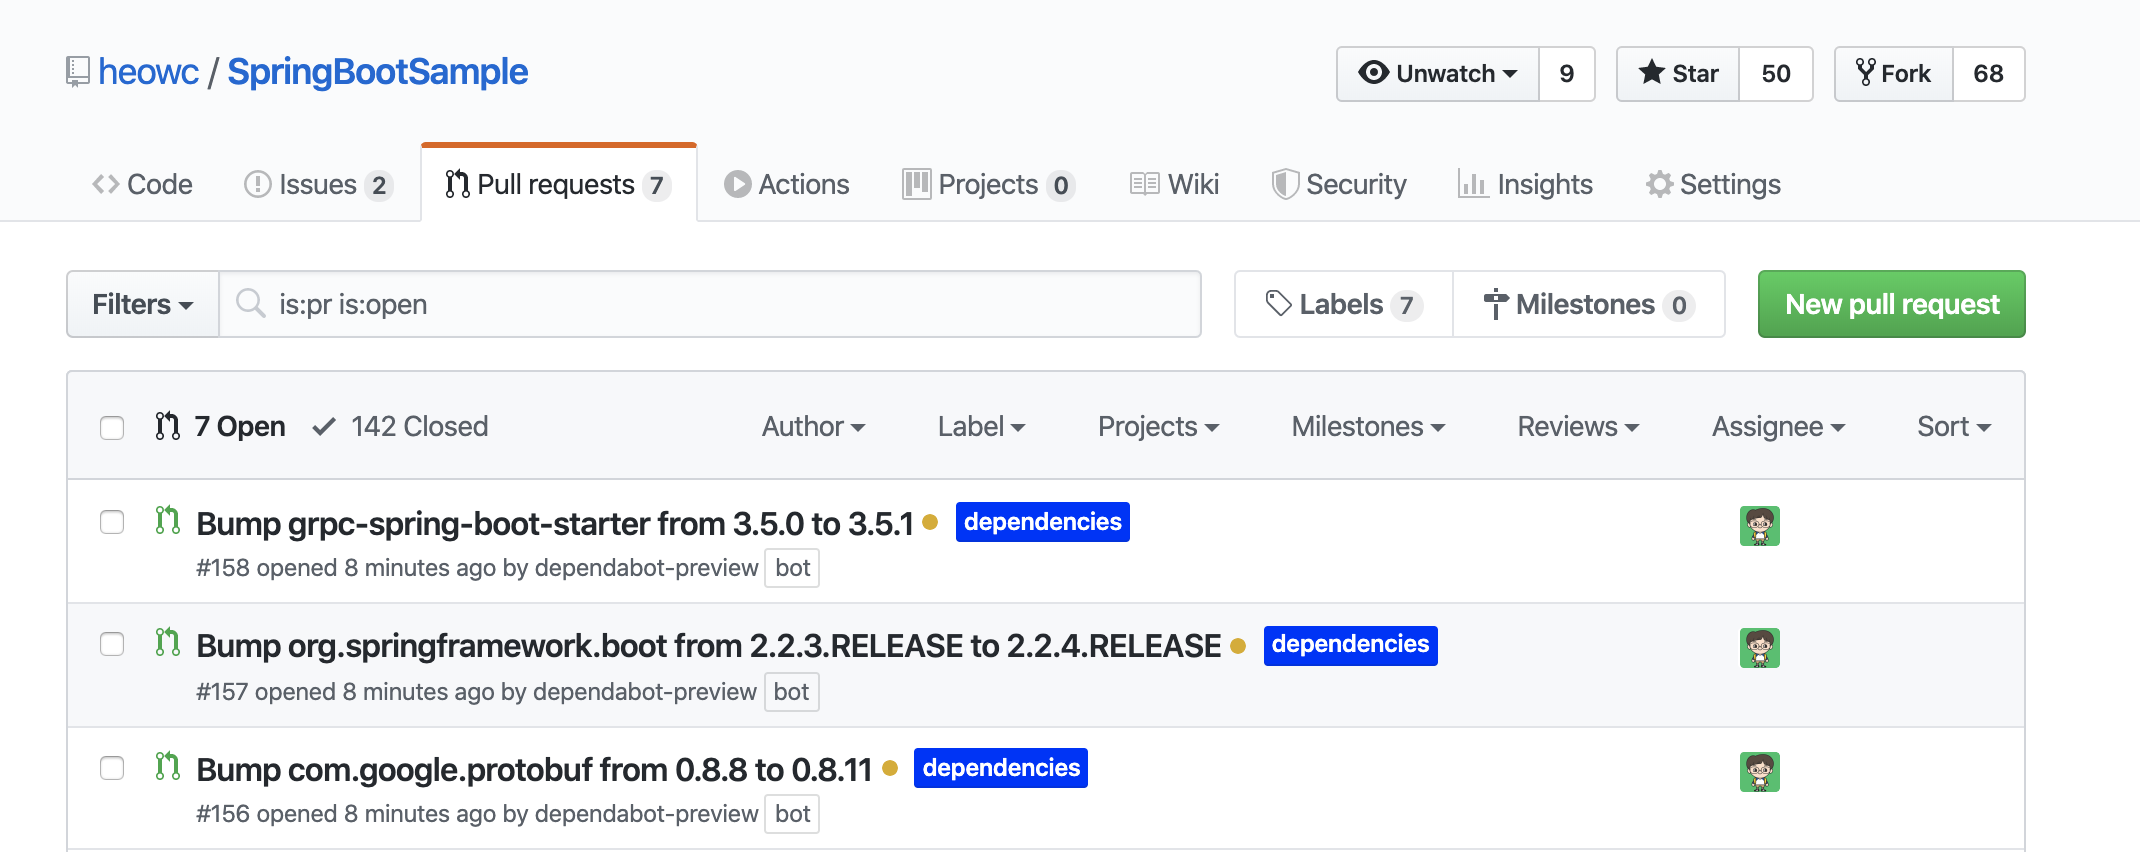 heowc / SpringBootSample
Unwatch 9 Star 50 Fork 68
Code Issues 2 Pull requests 7 Actions Projects 0 Wiki Security Insights Settings
Filters is:pr is:open Labels 7 Milestones 0 New pull request
7 Open 142 Closed Author Label Projects Milestones Reviews Assignee Sort
Bump grpc-spring-boot-starter from 3.5.0 to 3.5.1 dependencies
#158 opened 8 minutes ago by dependabot-preview bot
Bump org.springframework.boot from 2.2.3.RELEASE to 2.2.4.RELEASE dependencies
#157 opened 8 minutes ago by dependabot-preview bot
Bump com.google.protobuf from 0.8.8 to 0.8.11 dependencies
#156 opened 8 minutes ago by dependabot-preview bot